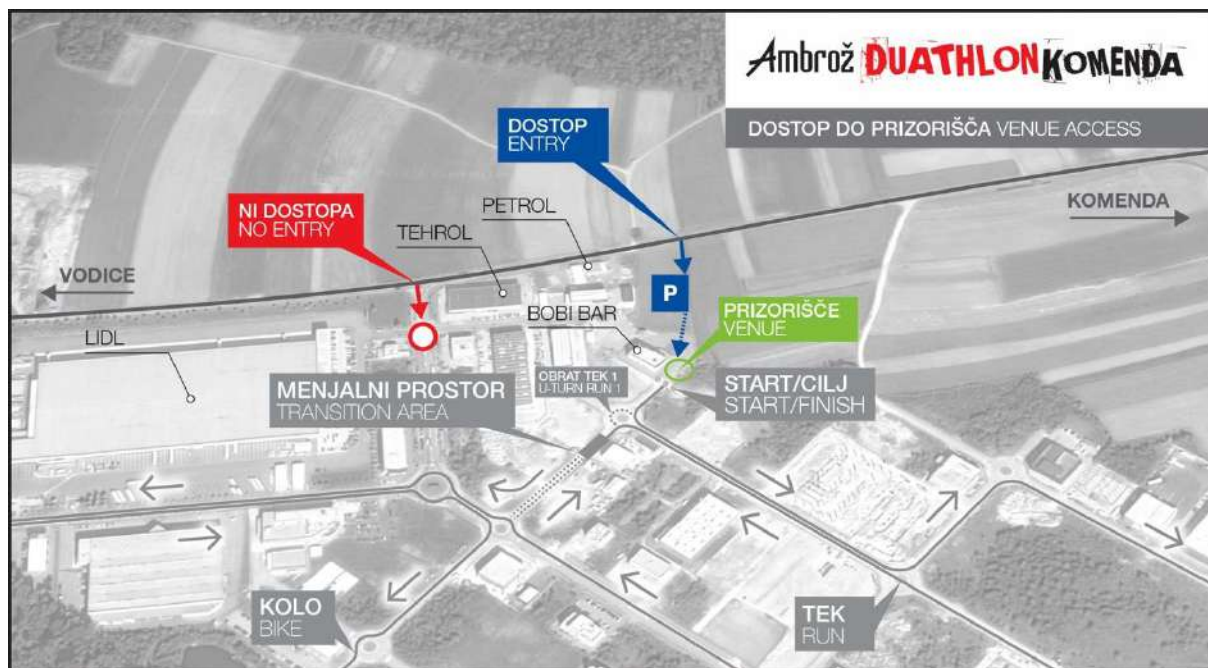 Ambrož DUATHLON KOMENDA
DOSTOP DO PRIZORIŠČA VENUE ACCESS
DOSTOP
ENTRY
KOMENDA
NI DOSTOPA
NO ENTRY
PETROL
TEHROL
VODICE
P
PRIZORIŠČE
VENUE
BOBI BAR
LIDL
OBRAT TEK 1
U-TURN RUN 1
MENJALNI PROSTOR
TRANSITION AREA
START/CILJ
START/FINISH
KOLO
BIKE
TEK
RUN